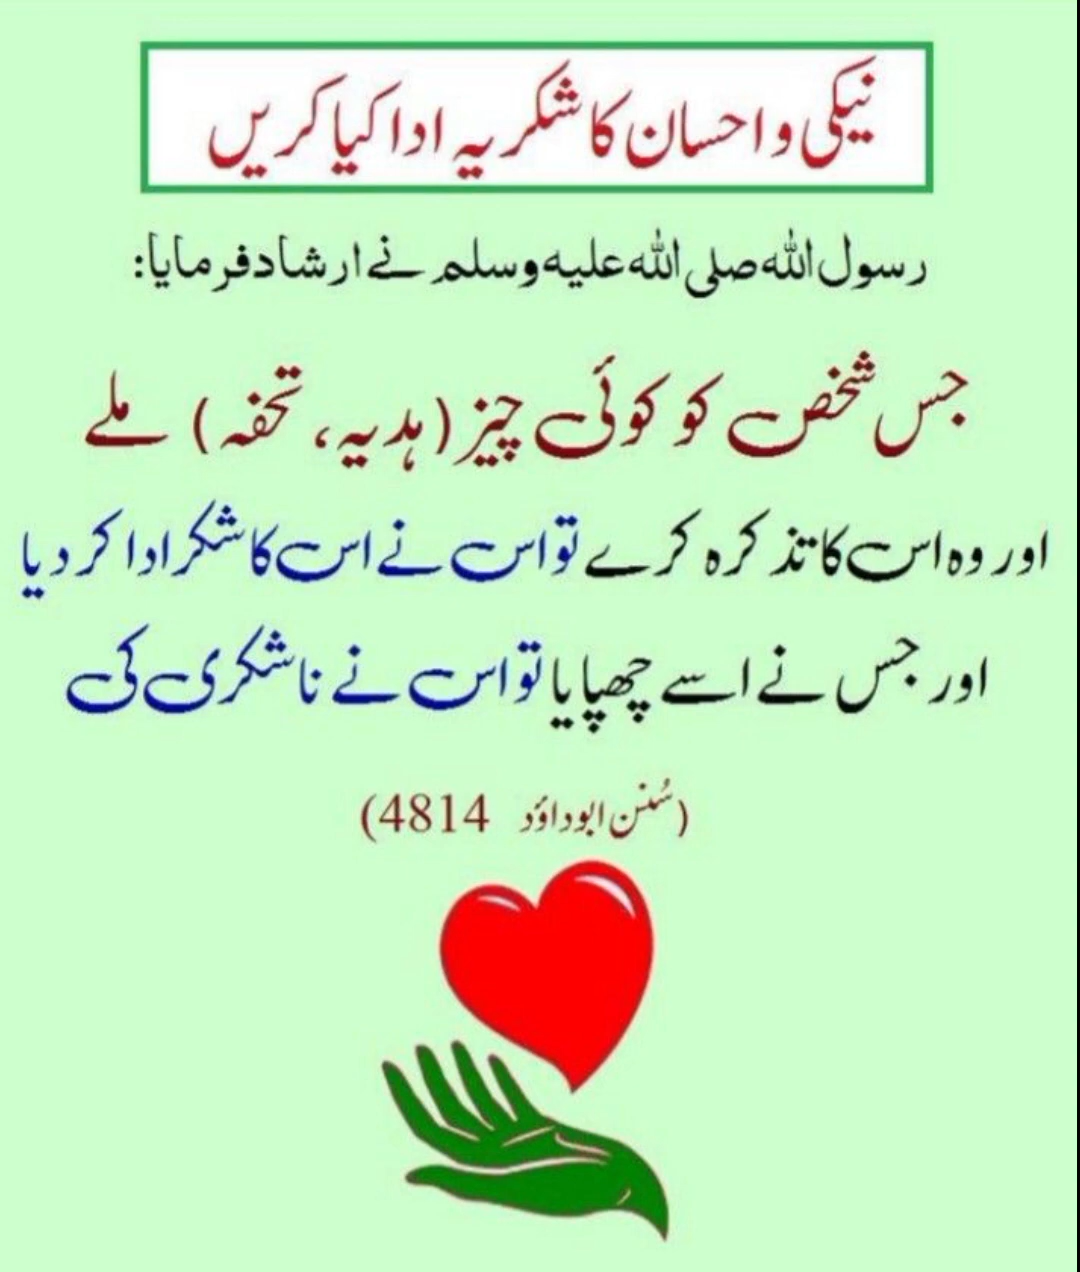 نیکی و احسان کا شکریہ ادا کیا کریں
رسول اللہ صلی اللہ علیہ وسلم نے ارشاد فرمایا:
جس شخص کو کوئی چیز (ہدیہ، تحفہ) ملے
اور وہ اس کا تذکرہ کرے تو اس نے اس کا شکر ادا کر دیا
اور جس نے اسے چھپایا تو اس نے ناشکری کی
(سُنن ابوداؤد 4814)